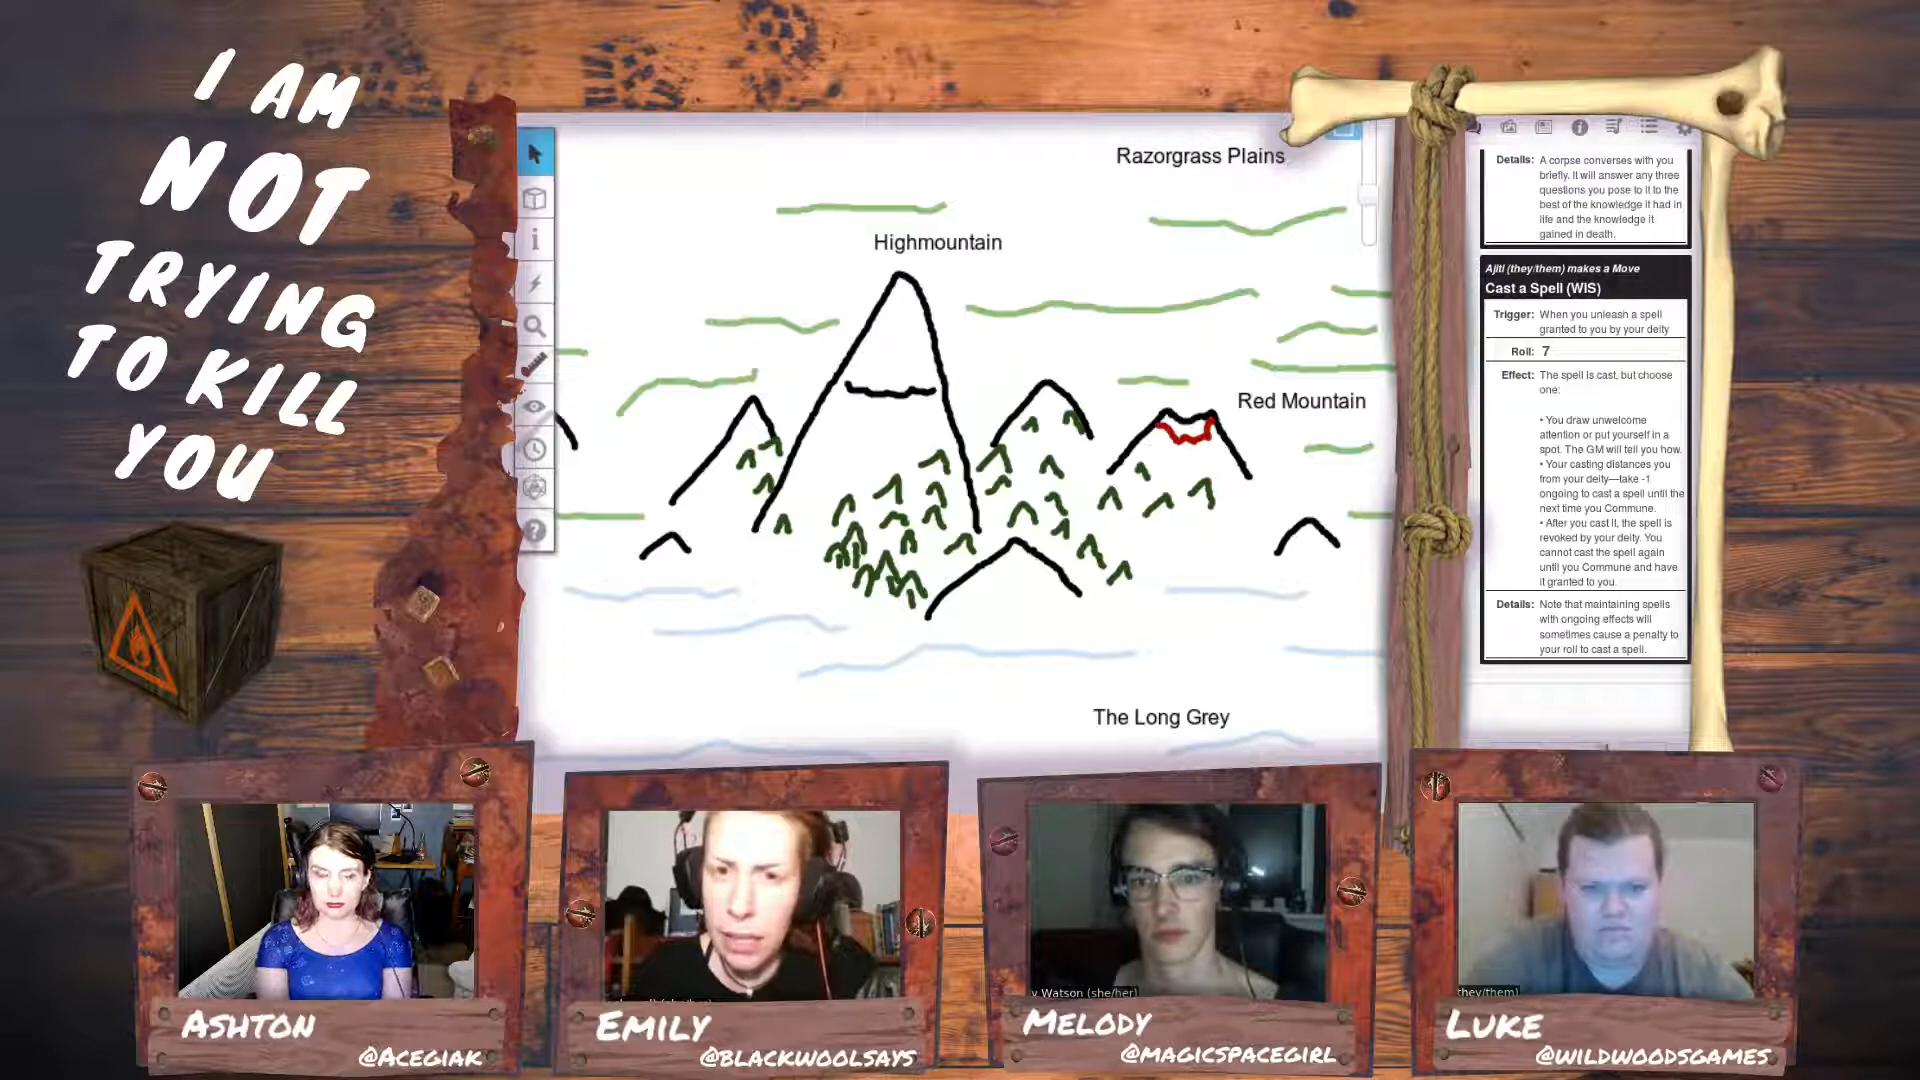 I AM
NOT
TRYING
TO KILL
YOU
Razorgrass Plains
Highmountain
Red Mountain
The Long Grey
Details: A corpse converses with you
briefly. It will answer any three
questions you pose to it to the
best of the knowledge it had in
life and the knowledge it
gained in death.
Ajiti (they/them) makes a Move
Cast a Spell (WIS)
Trigger: When you unleash a spell
granted to you by your deity
Roll: 7
Effect: The spell is cast, but choose
one:
• You draw unwelcome
attention or put yourself in a
spot. The GM will tell you how.
• Your casting distances you
from your deity—take -1
ongoing to cast a spell until the
next time you Commune.
• After you cast it, the spell is
revoked by your deity. You
cannot cast the spell again
until you Commune and have
it granted to you.
Details: Note that maintaining spells
with ongoing effects will
sometimes cause a penalty to
your roll to cast a spell.
Watson (she/her)
they/them)
ASHTON
@ACEGIAK
EMILY
@BLACKWOOLSAYS
MELODY
@MAGICSPACEGIRL
LUKE
@WILDWOODSGAMES